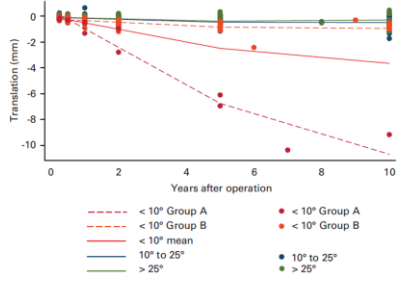 0
-2
-4
-6
-8
-10
Translation (mm)
0 2 4 6 8 10
Years after operation
< 10° Group A < 10° Group A
< 10° Group B < 10° Group B
< 10° mean
10° to 25° 10° to 25°
> 25° > 25°